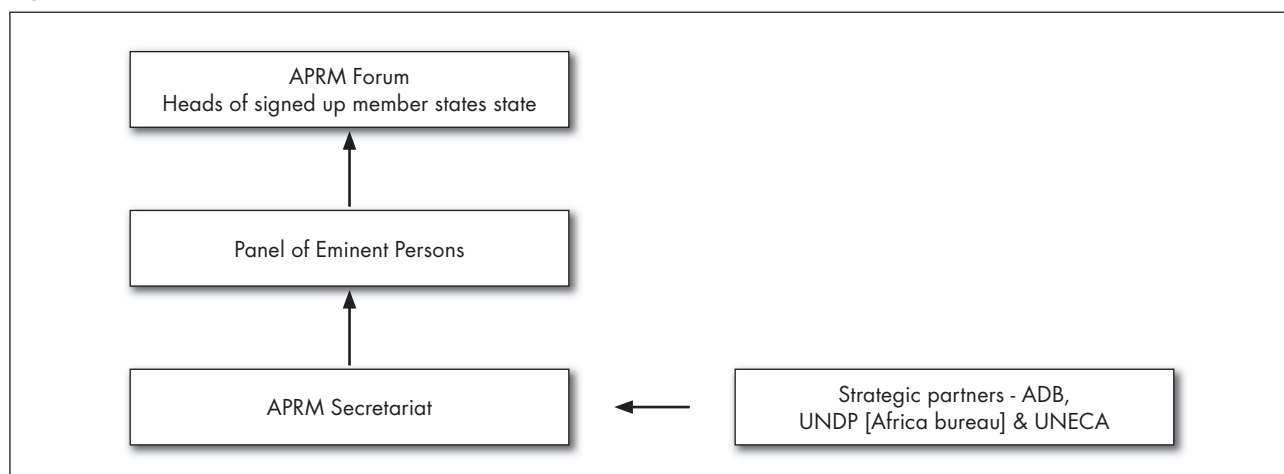 APRM Forum
Heads of signed up member states state
Panel of Eminent Persons
APRM Secretariat
Strategic partners - ADB,
UNDP [Africa bureau] & UNECA